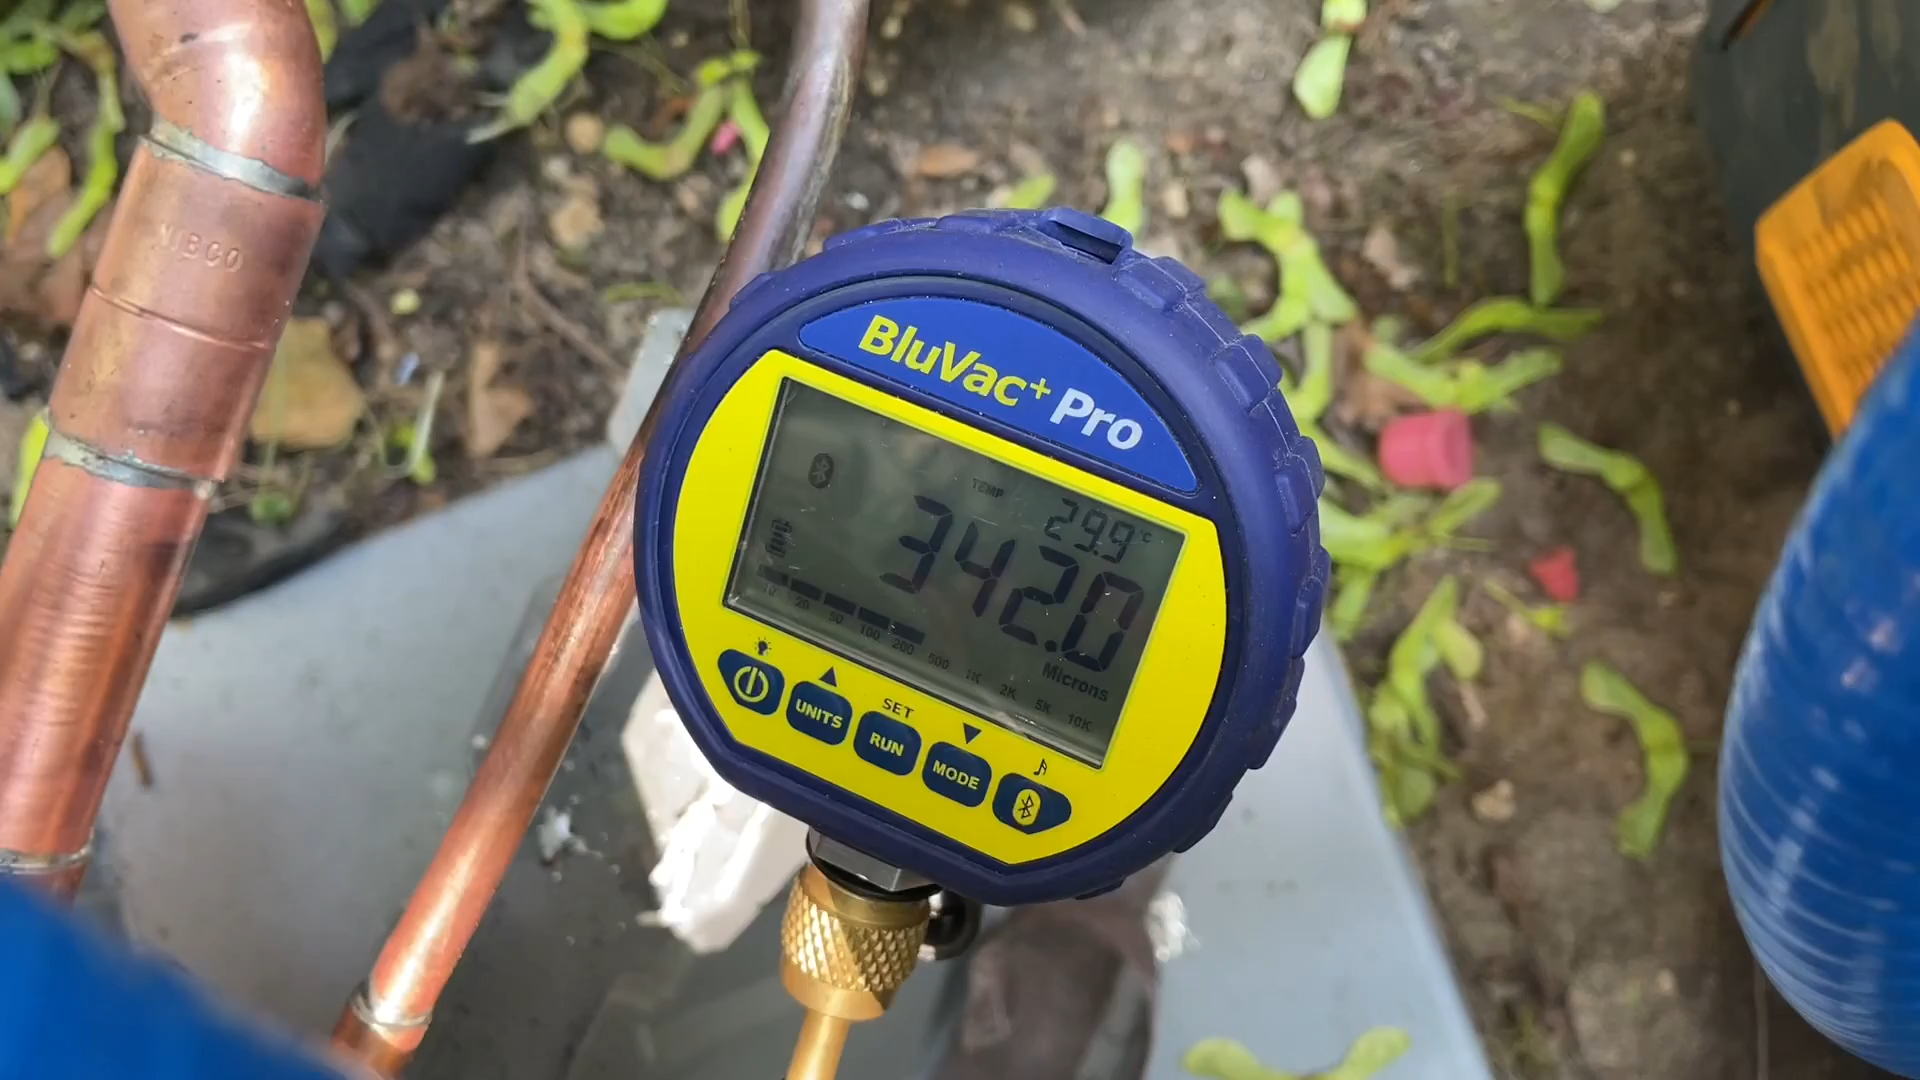 NIBCO
BluVac+ Pro
TEMP 29.9°C
342.0
Microns
10 20 50 100 200 500 1K 2K 5K 10K
SET
UNITS RUN MODE